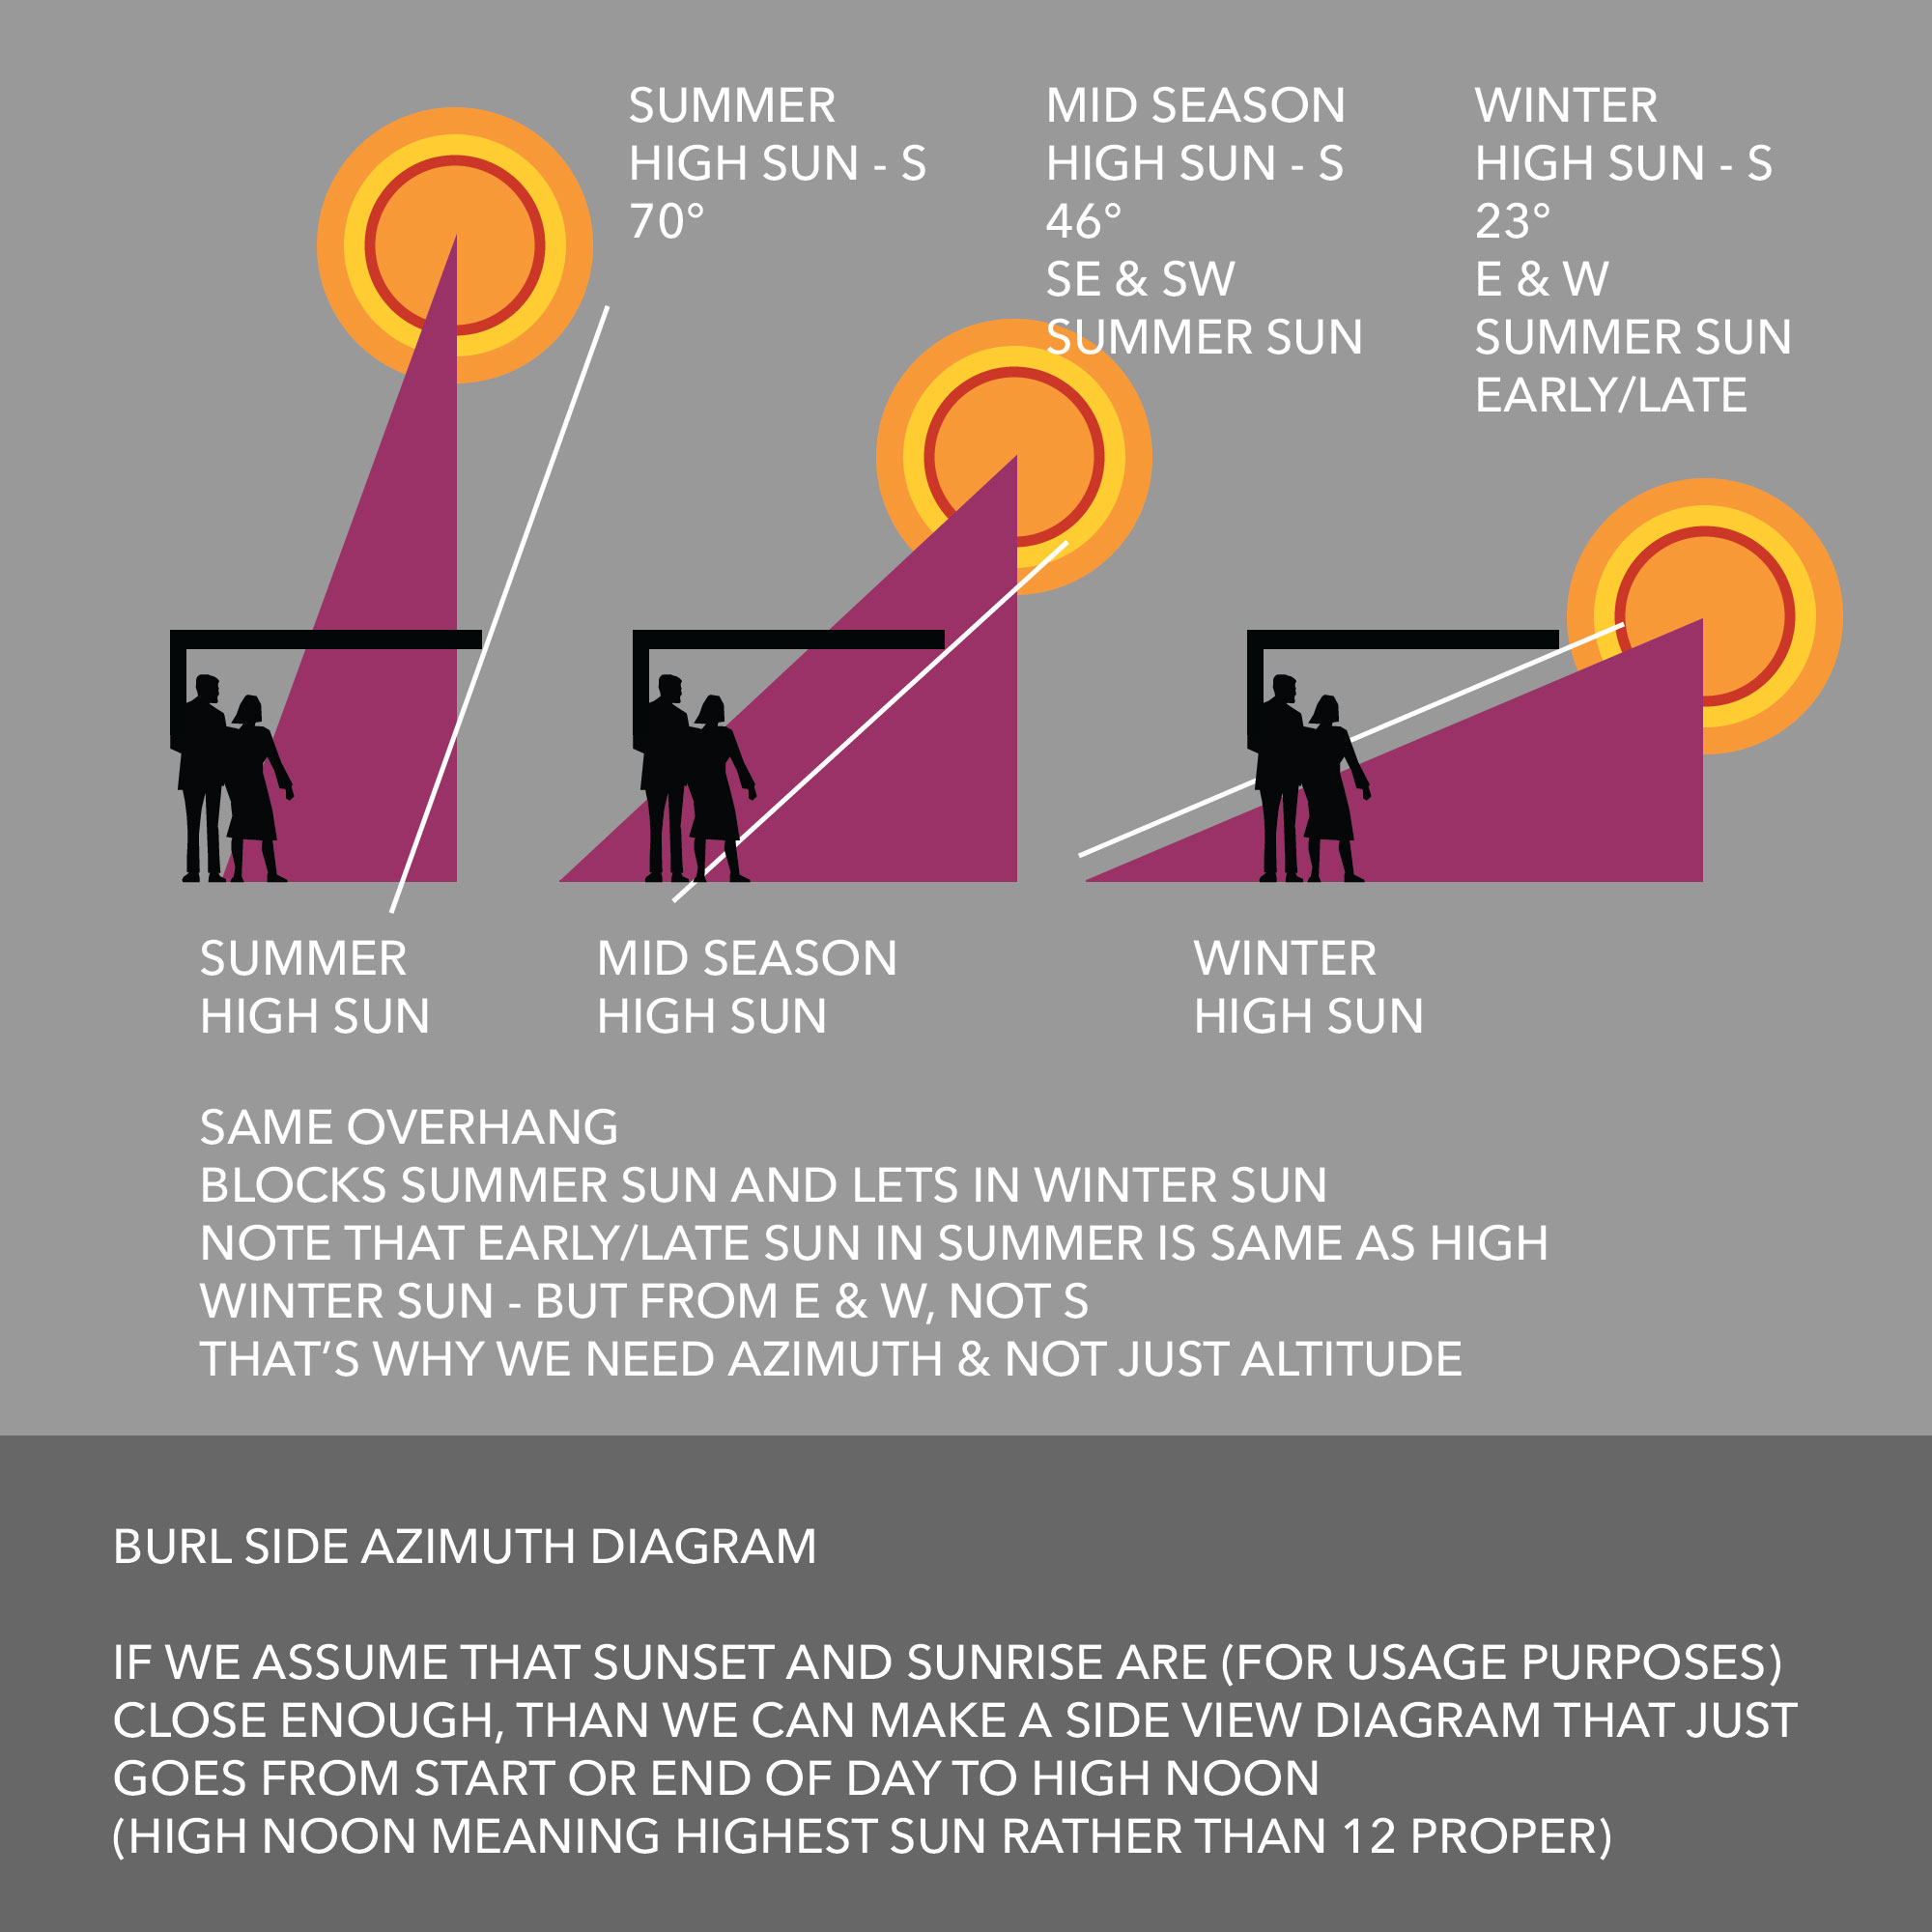 SUMMER
HIGH SUN - S
70°
MID SEASON
HIGH SUN - S
46°
SE & SW
SUMMER SUN
WINTER
HIGH SUN - S
23°
E & W
SUMMER SUN
EARLY/LATE
SUMMER
HIGH SUN
MID SEASON
HIGH SUN
WINTER
HIGH SUN
SAME OVERHANG
BLOCKS SUMMER SUN AND LETS IN WINTER SUN
NOTE THAT EARLY/LATE SUN IN SUMMER IS SAME AS HIGH
WINTER SUN - BUT FROM E & W, NOT S
THAT'S WHY WE NEED AZIMUTH & NOT JUST ALTITUDE
BURL SIDE AZIMUTH DIAGRAM
IF WE ASSUME THAT SUNSET AND SUNRISE ARE (FOR USAGE PURPOSES)
CLOSE ENOUGH, THAN WE CAN MAKE A SIDE VIEW DIAGRAM THAT JUST
GOES FROM START OR END OF DAY TO HIGH NOON
(HIGH NOON MEANING HIGHEST SUN RATHER THAN 12 PROPER)